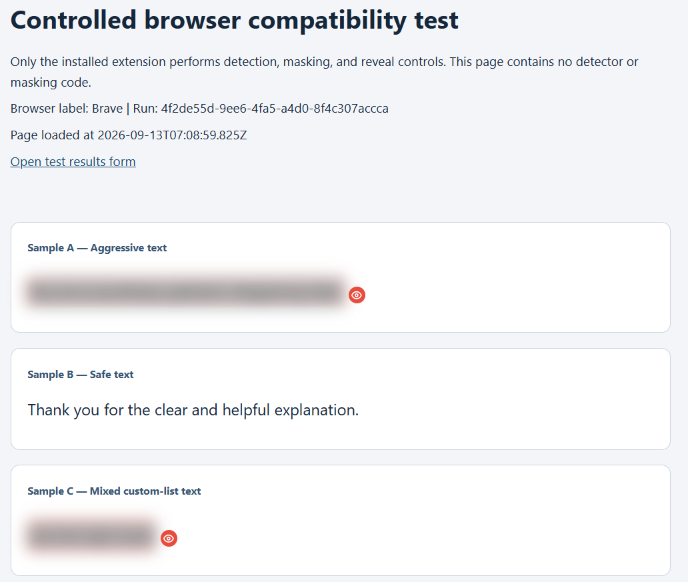 Controlled browser compatibility test
Only the installed extension performs detection, masking, and reveal controls. This page contains no detector or
masking code.
Browser label: Brave | Run: 4f2de55d-9ee6-4fa5-a4d0-8f4c307accca
Page loaded at 2026-09-13T07:08:59.825Z
Open test results form
Sample A — Aggressive text
Sample B — Safe text
Thank you for the clear and helpful explanation.
Sample C — Mixed custom-list text